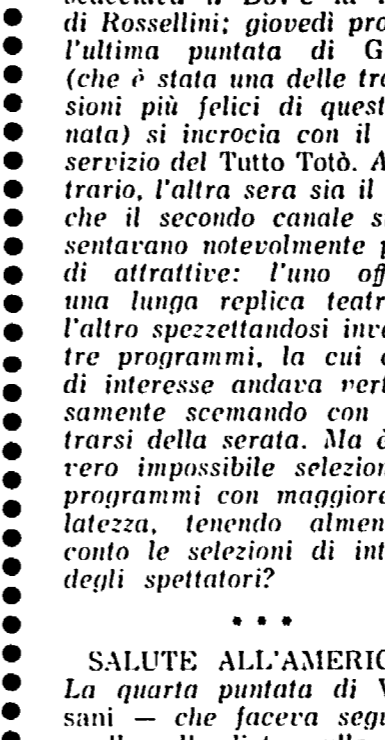 di Rossellini; giovedì pro
l'ultima puntata di G
(che è stata una delle tra
sioni più felici di quest
nata) si incrocia con il
servizio del Tutto Totò. A
trario, l'altra sera sia il
che il secondo canale s
sentavano notevolmente p
di attrattive: l'uno off
una lunga replica teatr
l'altro spezzettandosi inv
tre programmi, la cui c
di interesse andava vert
samente scemando con
trarsi della serata. Ma è
vero impossibile selezion
programmi con maggiore
latezza, tenendo almen
conto le selezioni di int
degli spettatori?
* * *
SALUTE ALL'AMERIC
La quarta puntata di V
sani — che faceva segu